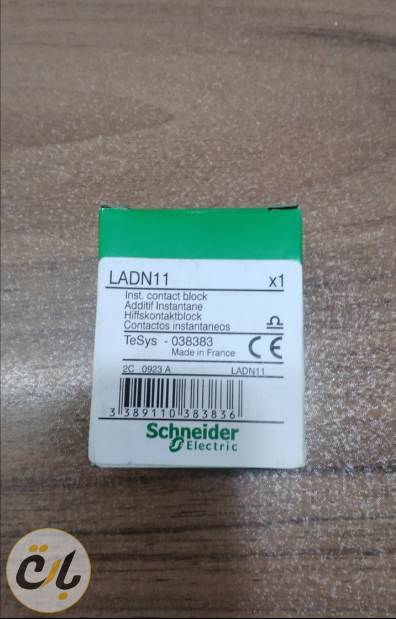 LADN11 x1
Inst. contact block
Additif Instantane
Hilfskontaktblock
Contactos instantaneos
TeSys - 038383
Made in France
CE
2C 0923 A LADN11
3 389110 383836
Schneider
Electric